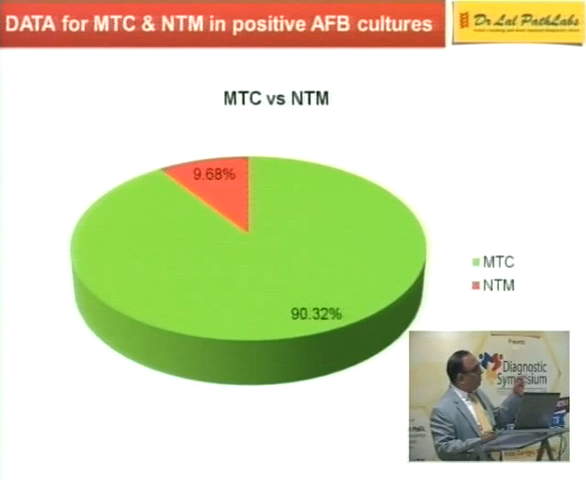 DATA for MTC & NTM in positive AFB cultures
Dr Lal PathLabs
MTC vs NTM
9.68%
MTC
NTM
90.32%
Diagnostic
Symposium